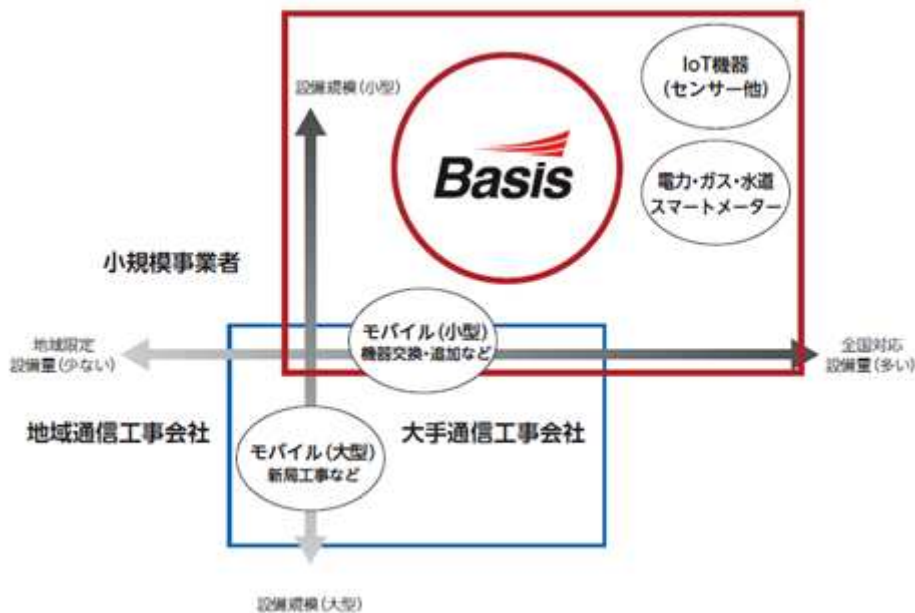 IoT機器
(センサー他)
設備規模(小型)
Basis
電力・ガス・水道
スマートメーター
小規模事業者
モバイル(小型)
機器交換・追加など
地域限定
設備量(少ない)
全国対応
設備量(多い)
地域通信工事会社
大手通信工事会社
モバイル(大型)
新局工事など
設備規模(大型)